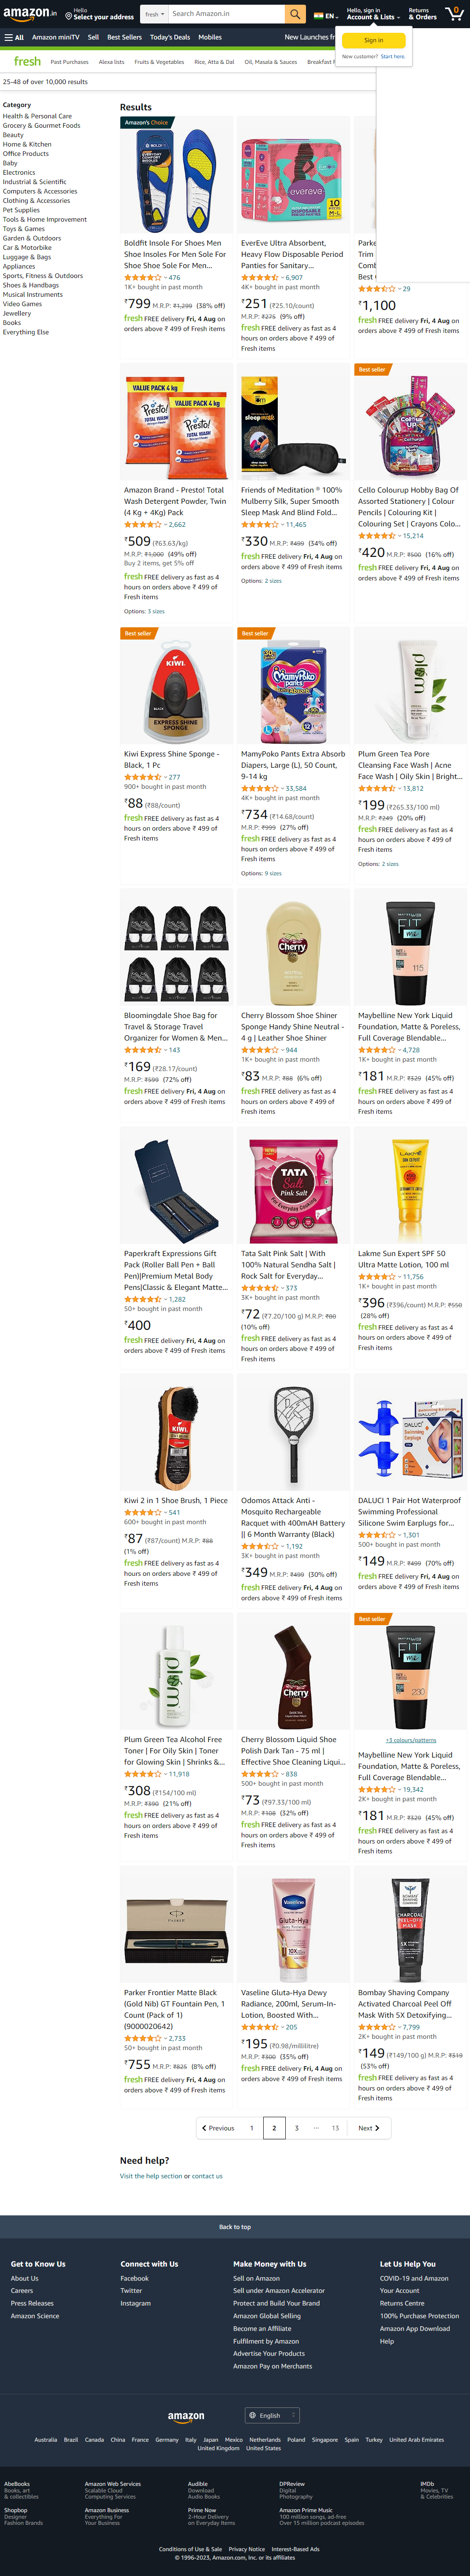 amazon.in
Hello
Select your address
fresh
Search Amazon.in
EN
Hello, sign in
Account & Lists
Returns
& Orders
0
All
Amazon miniTV
Sell
Best Sellers
Today's Deals
Mobiles
New Launches fr
Sign in
New customer? Start here.
fresh
Past Purchases
Alexa lists
Fruits & Vegetables
Rice, Atta & Dal
Oil, Masala & Sauces
Breakfast F
25-48 of over 10,000 results
Category
Health & Personal Care
Grocery & Gourmet Foods
Beauty
Home & Kitchen
Office Products
Baby
Electronics
Industrial & Scientific
Computers & Accessories
Clothing & Accessories
Pet Supplies
Tools & Home Improvement
Toys & Games
Garden & Outdoors
Car & Motorbike
Luggage & Bags
Appliances
Sports, Fitness & Outdoors
Shoes & Handbags
Musical Instruments
Video Games
Jewellery
Books
Everything Else
Results
Amazon's Choice
Boldfit Insole For Shoes Men
Shoe Insoles For Men Sole For
Shoe Shoe Sole For Men...
476
1K+ bought in past month
₹799 M.R.P: ₹1,299 (38% off)
fresh FREE delivery Fri, 4 Aug on
orders above ₹ 499 of Fresh items
evereve
10
M-L
EverEve Ultra Absorbent,
Heavy Flow Disposable Period
Panties for Sanitary...
6,907
4K+ bought in past month
₹251 (₹25.10/count)
M.R.P: ₹275 (9% off)
fresh FREE delivery as fast as 4
hours on orders above ₹ 499 of
Fresh items
Parke
Trim
Comb
Best
29
₹1,100
fresh FREE delivery Fri, 4 Aug on
orders above ₹ 499 of Fresh items
VALUE PACK 4 kg
VALUE PACK 4 kg
Presto!
TOTAL WASH
Presto!
TOTAL WASH
Amazon Brand - Presto! Total
Wash Detergent Powder, Twin
(4 Kg + 4Kg) Pack
2,662
₹509 (₹63.63/kg)
M.R.P: ₹1,000 (49% off)
Buy 2 items, get 5% off
fresh FREE delivery as fast as 4
hours on orders above ₹ 499 of
Fresh items
Options: 3 sizes
Friends of Meditation ® 100%
Mulberry Silk, Super Smooth
Sleep Mask And Blind Fold...
11,465
₹330 M.R.P: ₹499 (34% off)
fresh FREE delivery Fri, 4 Aug on
orders above ₹ 499 of Fresh items
Options: 2 sizes
Best seller
Cello Colourup Hobby Bag Of
Assorted Stationery | Colour
Pencils | Colouring Kit |
Colouring Set | Crayons Colo...
15,214
₹420 M.R.P: ₹500 (16% off)
fresh FREE delivery Fri, 4 Aug on
orders above ₹ 499 of Fresh items
Best seller
KIWI
EXPRESS SHINE
SPONGE
Kiwi Express Shine Sponge -
Black, 1 Pc
277
900+ bought in past month
₹88 (₹88/count)
fresh FREE delivery as fast as 4
hours on orders above ₹ 499 of
Fresh items
Best seller
MamyPoko
pants
MamyPoko Pants Extra Absorb
Diapers, Large (L), 50 Count,
9-14 kg
33,584
4K+ bought in past month
₹734 (₹14.68/count)
M.R.P: ₹999 (27% off)
fresh FREE delivery as fast as 4
hours on orders above ₹ 499 of
Fresh items
Options: 9 sizes
plum
Plum Green Tea Pore
Cleansing Face Wash | Acne
Face Wash | Oily Skin | Bright...
13,812
₹199 (₹265.33/100 ml)
M.R.P: ₹249 (20% off)
fresh FREE delivery as fast as 4
hours on orders above ₹ 499 of
Fresh items
Options: 2 sizes
Bloomingdale Shoe Bag for
Travel & Storage Travel
Organizer for Women & Men...
143
₹169 (₹28.17/count)
M.R.P: ₹599 (72% off)
fresh FREE delivery Fri, 4 Aug on
orders above ₹ 499 of Fresh items
Cherry
Cherry Blossom Shoe Shiner
Sponge Handy Shine Neutral -
4 g | Leather Shoe Shiner
944
1K+ bought in past month
₹83 M.R.P: ₹88 (6% off)
fresh FREE delivery as fast as 4
hours on orders above ₹ 499 of
Fresh items
FIT
me
115
Maybelline New York Liquid
Foundation, Matte & Poreless,
Full Coverage Blendable...
4,728
1K+ bought in past month
₹181 M.R.P: ₹329 (45% off)
fresh FREE delivery as fast as 4
hours on orders above ₹ 499 of
Fresh items
Paperkraft Expressions Gift
Pack (Roller Ball Pen + Ball
Pen)|Premium Metal Body
Pens|Classic & Elegant Matte...
1,282
50+ bought in past month
₹400
fresh FREE delivery Fri, 4 Aug on
orders above ₹ 499 of Fresh items
TATA
Salt
Pink Salt
Tata Salt Pink Salt | With
100% Natural Sendha Salt |
Rock Salt for Everyday...
373
3K+ bought in past month
₹72 (₹7.20/100 g) M.R.P: ₹80
(10% off)
fresh FREE delivery as fast as 4
hours on orders above ₹ 499 of
Fresh items
LAKMÉ
Lakme Sun Expert SPF 50
Ultra Matte Lotion, 100 ml
11,756
1K+ bought in past month
₹396 (₹396/count) M.R.P: ₹550
(28% off)
fresh FREE delivery as fast as 4
hours on orders above ₹ 499 of
Fresh items
KIWI
Kiwi 2 in 1 Shoe Brush, 1 Piece
541
600+ bought in past month
₹87 (₹87/count) M.R.P: ₹88
(1% off)
fresh FREE delivery as fast as 4
hours on orders above ₹ 499 of
Fresh items
Odomos Attack Anti -
Mosquito Rechargeable
Racquet with 400mAH Battery
|| 6 Month Warranty (Black)
1,192
3K+ bought in past month
₹349 M.R.P: ₹499 (30% off)
fresh FREE delivery Fri, 4 Aug on
orders above ₹ 499 of Fresh items
DALUCI
Swimming
Earplugs
DALUCI 1 Pair Hot Waterproof
Swimming Professional
Silicone Swim Earplugs for...
1,301
500+ bought in past month
₹149 M.R.P: ₹499 (70% off)
fresh FREE delivery Fri, 4 Aug on
orders above ₹ 499 of Fresh items
plum
Plum Green Tea Alcohol Free
Toner | For Oily Skin | Toner
for Glowing Skin | Shrinks &...
11,918
₹308 (₹154/100 ml)
M.R.P: ₹390 (21% off)
fresh FREE delivery as fast as 4
hours on orders above ₹ 499 of
Fresh items
Cherry
Cherry Blossom Liquid Shoe
Polish Dark Tan - 75 ml |
Effective Shoe Cleaning Liqui...
838
500+ bought in past month
₹73 (₹97.33/100 ml)
M.R.P: ₹108 (32% off)
fresh FREE delivery as fast as 4
hours on orders above ₹ 499 of
Fresh items
Best seller
FIT
me
230
+3 colours/patterns
Maybelline New York Liquid
Foundation, Matte & Poreless,
Full Coverage Blendable...
19,342
2K+ bought in past month
₹181 M.R.P: ₹329 (45% off)
fresh FREE delivery as fast as 4
hours on orders above ₹ 499 of
Fresh items
PARKER
Parker Frontier Matte Black
(Gold Nib) GT Fountain Pen, 1
Count (Pack of 1)
(9000020642)
2,733
50+ bought in past month
₹755 M.R.P: ₹825 (8% off)
fresh FREE delivery Fri, 4 Aug on
orders above ₹ 499 of Fresh items
Vaseline
Gluta-Hya
Vaseline Gluta-Hya Dewy
Radiance, 200ml, Serum-In-
Lotion, Boosted With...
205
₹195 (₹0.98/millilitre)
M.R.P: ₹300 (35% off)
fresh FREE delivery Fri, 4 Aug on
orders above ₹ 499 of Fresh items
BOMBAY
SHAVING
COMPANY
CHARCOAL
PEEL-OFF
MASK
Bombay Shaving Company
Activated Charcoal Peel Off
Mask With 5X Detoxifying...
7,799
2K+ bought in past month
₹149 (₹149/100 g) M.R.P: ₹319
(53% off)
fresh FREE delivery as fast as 4
hours on orders above ₹ 499 of
Fresh items
Previous 1 2 3 ... 13 Next
Need help?
Visit the help section or contact us
Back to top
Get to Know Us
About Us
Careers
Press Releases
Amazon Science
Connect with Us
Facebook
Twitter
Instagram
Make Money with Us
Sell on Amazon
Sell under Amazon Accelerator
Protect and Build Your Brand
Amazon Global Selling
Become an Affiliate
Fulfilment by Amazon
Advertise Your Products
Amazon Pay on Merchants
Let Us Help You
COVID-19 and Amazon
Your Account
Returns Centre
100% Purchase Protection
Amazon App Download
Help
amazon
English
Australia Brazil Canada China France Germany Italy Japan Mexico Netherlands Poland Singapore Spain Turkey United Arab Emirates
United Kingdom United States
AbeBooks
Books, art
& collectibles
Amazon Web Services
Scalable Cloud
Computing Services
Audible
Download
Audio Books
DPReview
Digital
Photography
IMDb
Movies, TV
& Celebrities
Shopbop
Designer
Fashion Brands
Amazon Business
Everything For
Your Business
Prime Now
2-Hour Delivery
on Everyday Items
Amazon Prime Music
100 million songs, ad-free
Over 15 million podcast episodes
Conditions of Use & Sale Privacy Notice Interest-Based Ads
© 1996-2023, Amazon.com, Inc. or its affiliates